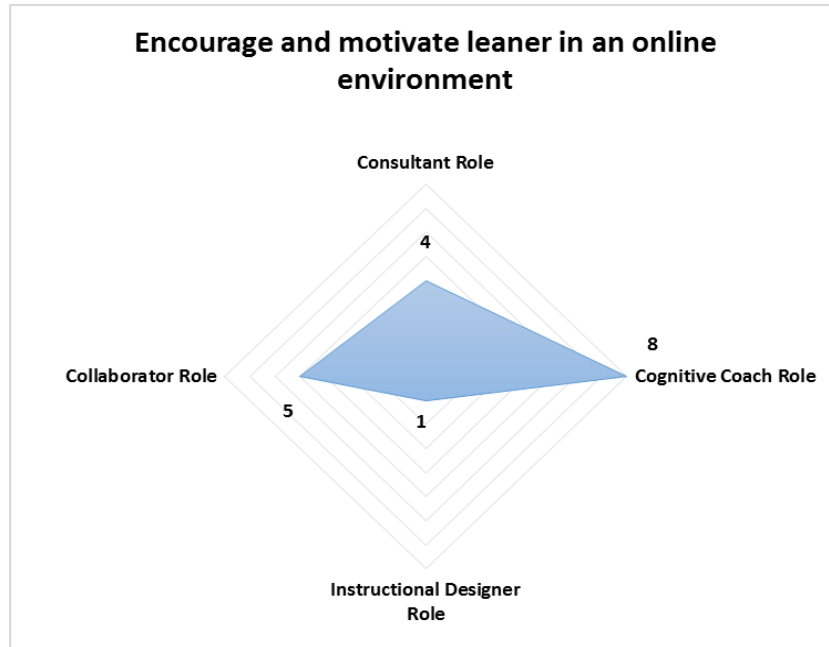 Encourage and motivate leaner in an online
environment
Consultant Role
4
8
Cognitive Coach Role
Collaborator Role
5
1
Instructional Designer
Role